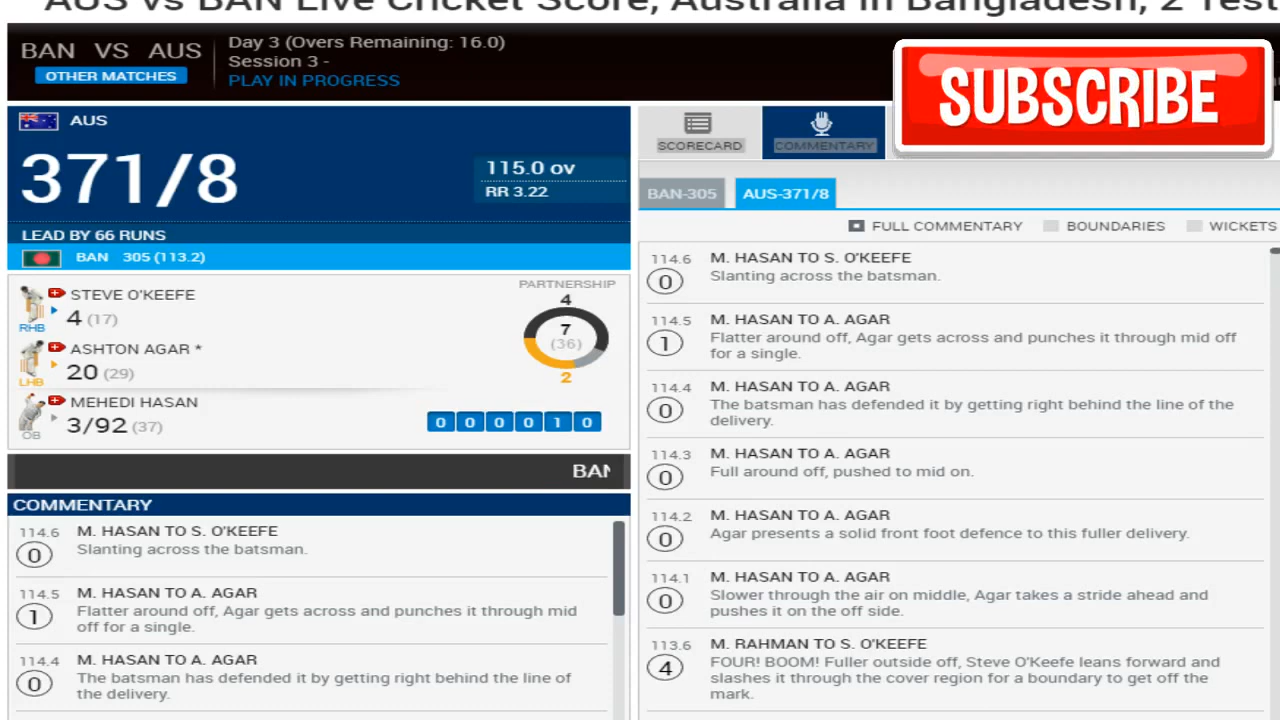 AUS vs BAN Live Cricket Score, Australia in Bangladesh, 2 Test
BAN VS AUS
OTHER MATCHES
Day 3 (Overs Remaining: 16.0)
Session 3 -
PLAY IN PROGRESS
SUBSCRIBE
AUS
371/8
115.0 ov
RR 3.22
LEAD BY 66 RUNS
BAN 305 (113.2)
STEVE O'KEEFE
4 (17)
RHB
ASHTON AGAR *
20 (29)
LHB
MEHEDI HASAN
3/92 (37)
OB
PARTNERSHIP
4
7
(36)
2
0 0 0 0 1 0
BAN
COMMENTARY
114.6 M. HASAN TO S. O'KEEFE
0 Slanting across the batsman.
114.5 M. HASAN TO A. AGAR
1 Flatter around off, Agar gets across and punches it through mid
off for a single.
114.4 M. HASAN TO A. AGAR
0 The batsman has defended it by getting right behind the line of
the delivery.
SCORECARD
COMMENTARY
BAN-305 AUS-371/8
FULL COMMENTARY BOUNDARIES WICKETS
114.6 M. HASAN TO S. O'KEEFE
0 Slanting across the batsman.
114.5 M. HASAN TO A. AGAR
1 Flatter around off, Agar gets across and punches it through mid off
for a single.
114.4 M. HASAN TO A. AGAR
0 The batsman has defended it by getting right behind the line of the
delivery.
114.3 M. HASAN TO A. AGAR
0 Full around off, pushed to mid on.
114.2 M. HASAN TO A. AGAR
0 Agar presents a solid front foot defence to this fuller delivery.
114.1 M. HASAN TO A. AGAR
0 Slower through the air on middle, Agar takes a stride ahead and
pushes it on the off side.
113.6 M. RAHMAN TO S. O'KEEFE
4 FOUR! BOOM! Fuller outside off, Steve O'Keefe leans forward and
slashes it through the cover region for a boundary to get off the
mark.